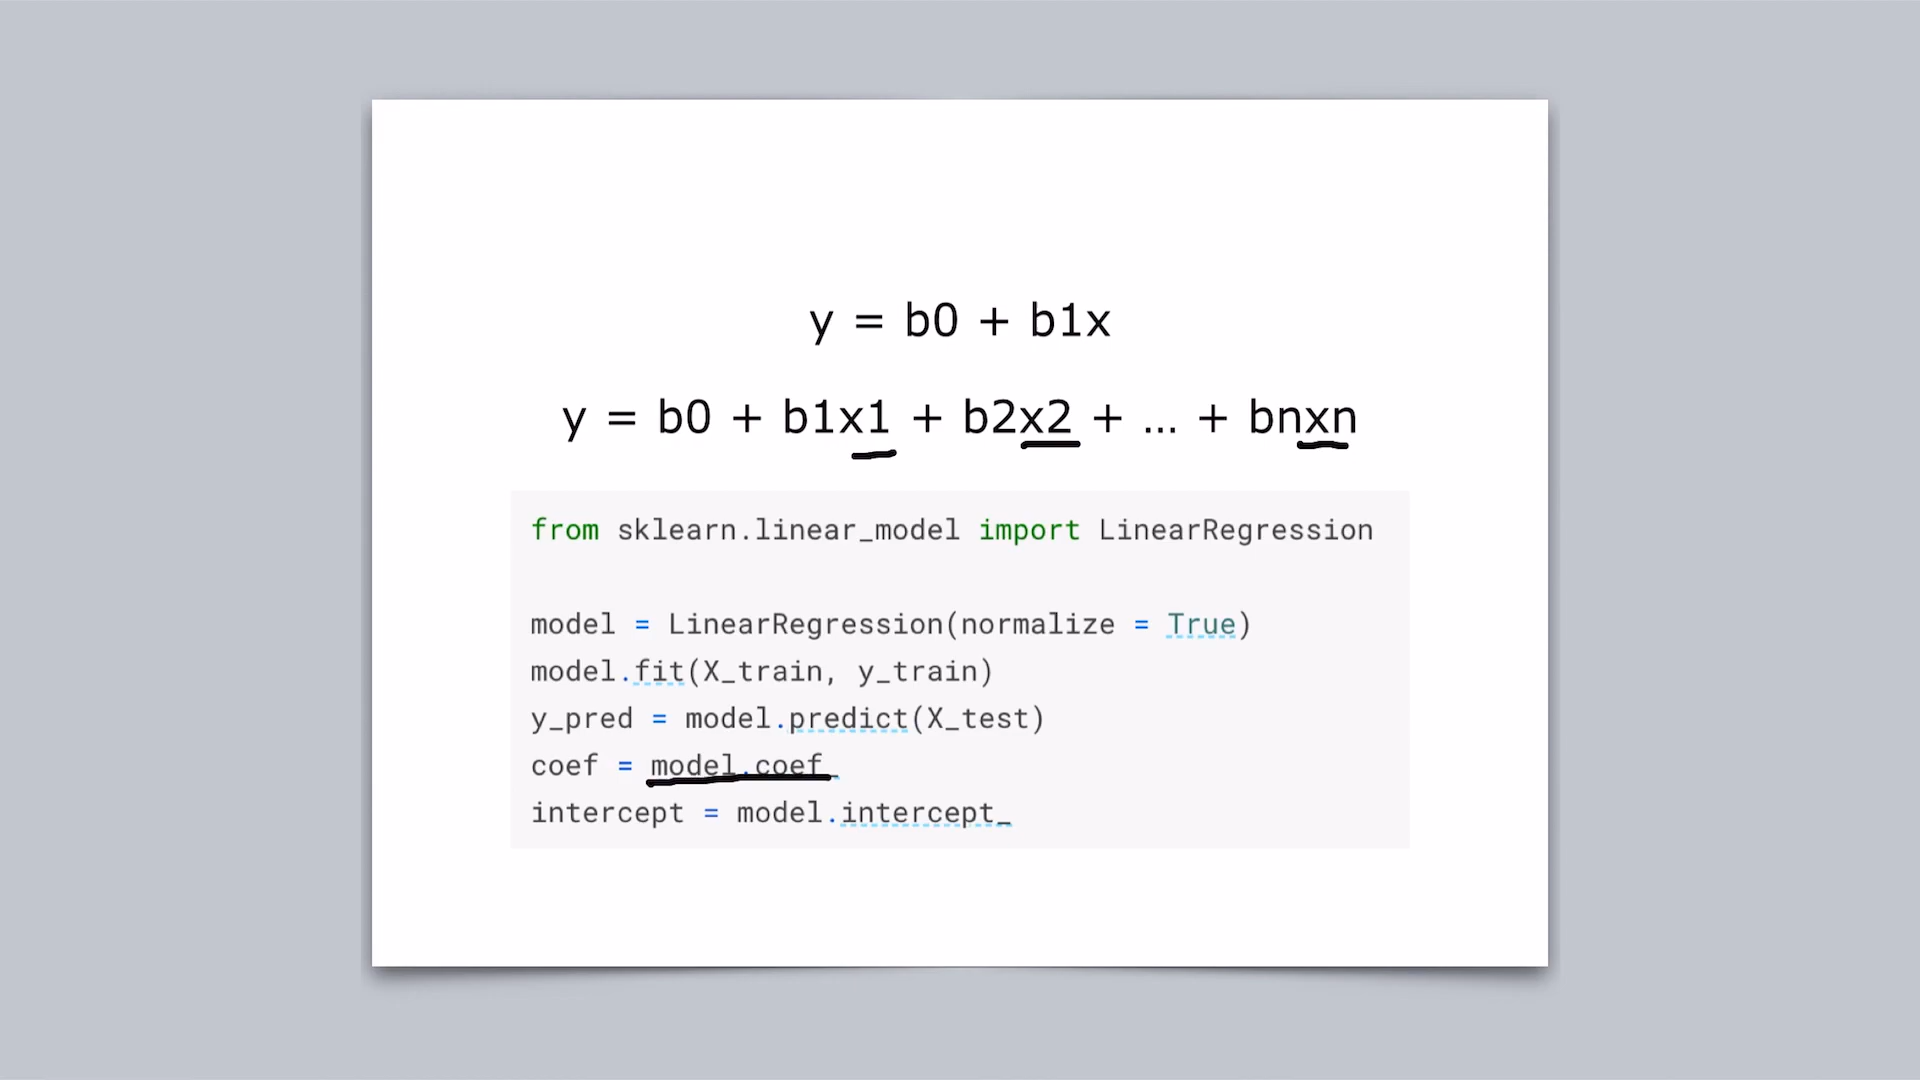 y = b0 + b1x
y = b0 + b1x1 + b2x2 + ... + bnxn
from sklearn.linear_model import LinearRegression
model = LinearRegression(normalize = True)
model.fit(X_train, y_train)
y_pred = model.predict(X_test)
coef = model.coef_
intercept = model.intercept_